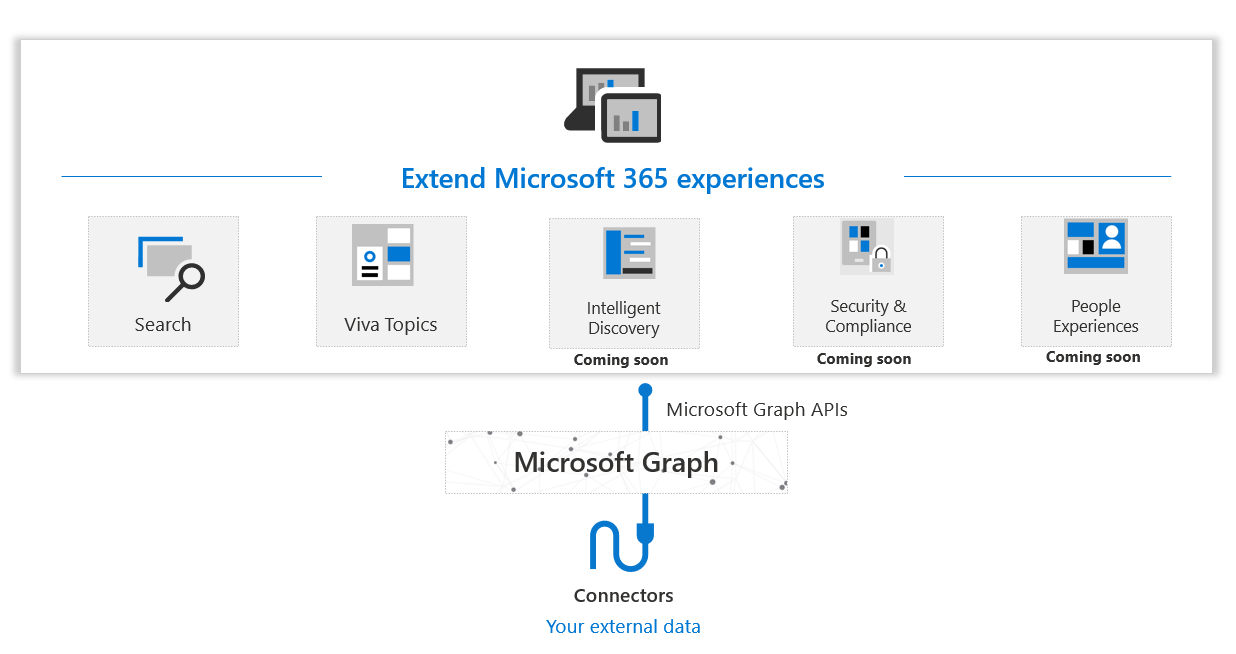 Extend Microsoft 365 experiences
Search
Viva Topics
Intelligent
Discovery
Coming soon
Security &
Compliance
Coming soon
People
Experiences
Coming soon
Microsoft Graph APIs
Microsoft Graph
Connectors
Your external data